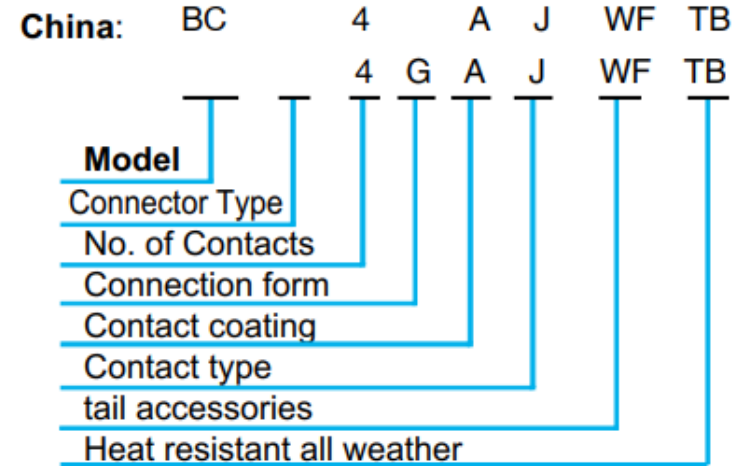 China: BC 4 A J WF TB
4 G A J WF TB
Model
Connector Type
No. of Contacts
Connection form
Contact coating
Contact type
tail accessories
Heat resistant all weather